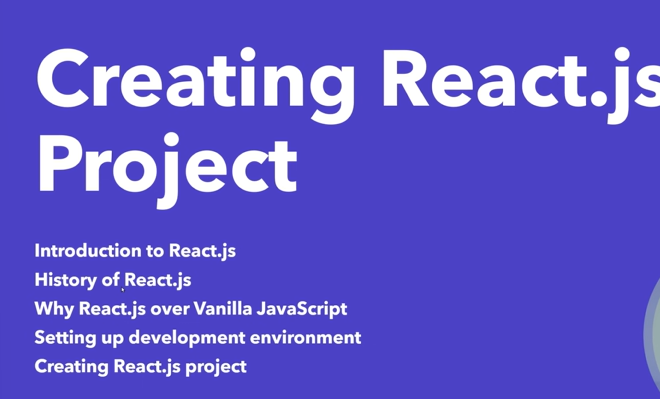 Creating React.js
Project
Introduction to React.js
History of React.js
Why React.js over Vanilla JavaScript
Setting up development environment
Creating React.js project